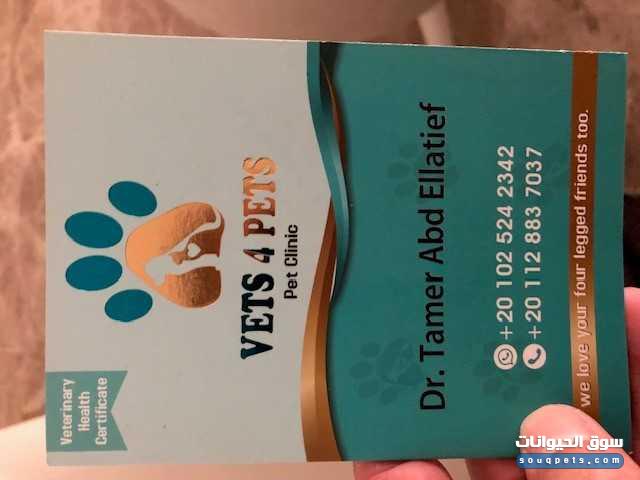 Veterinary
Health
Certificate
VETS 4 PETS
Pet Clinic
Dr. Tamer Abd Ellatief
+20 102 524 2342
+20 112 883 7037
we love your four legged friends too.
سوق الحيوانات
souqpets.com